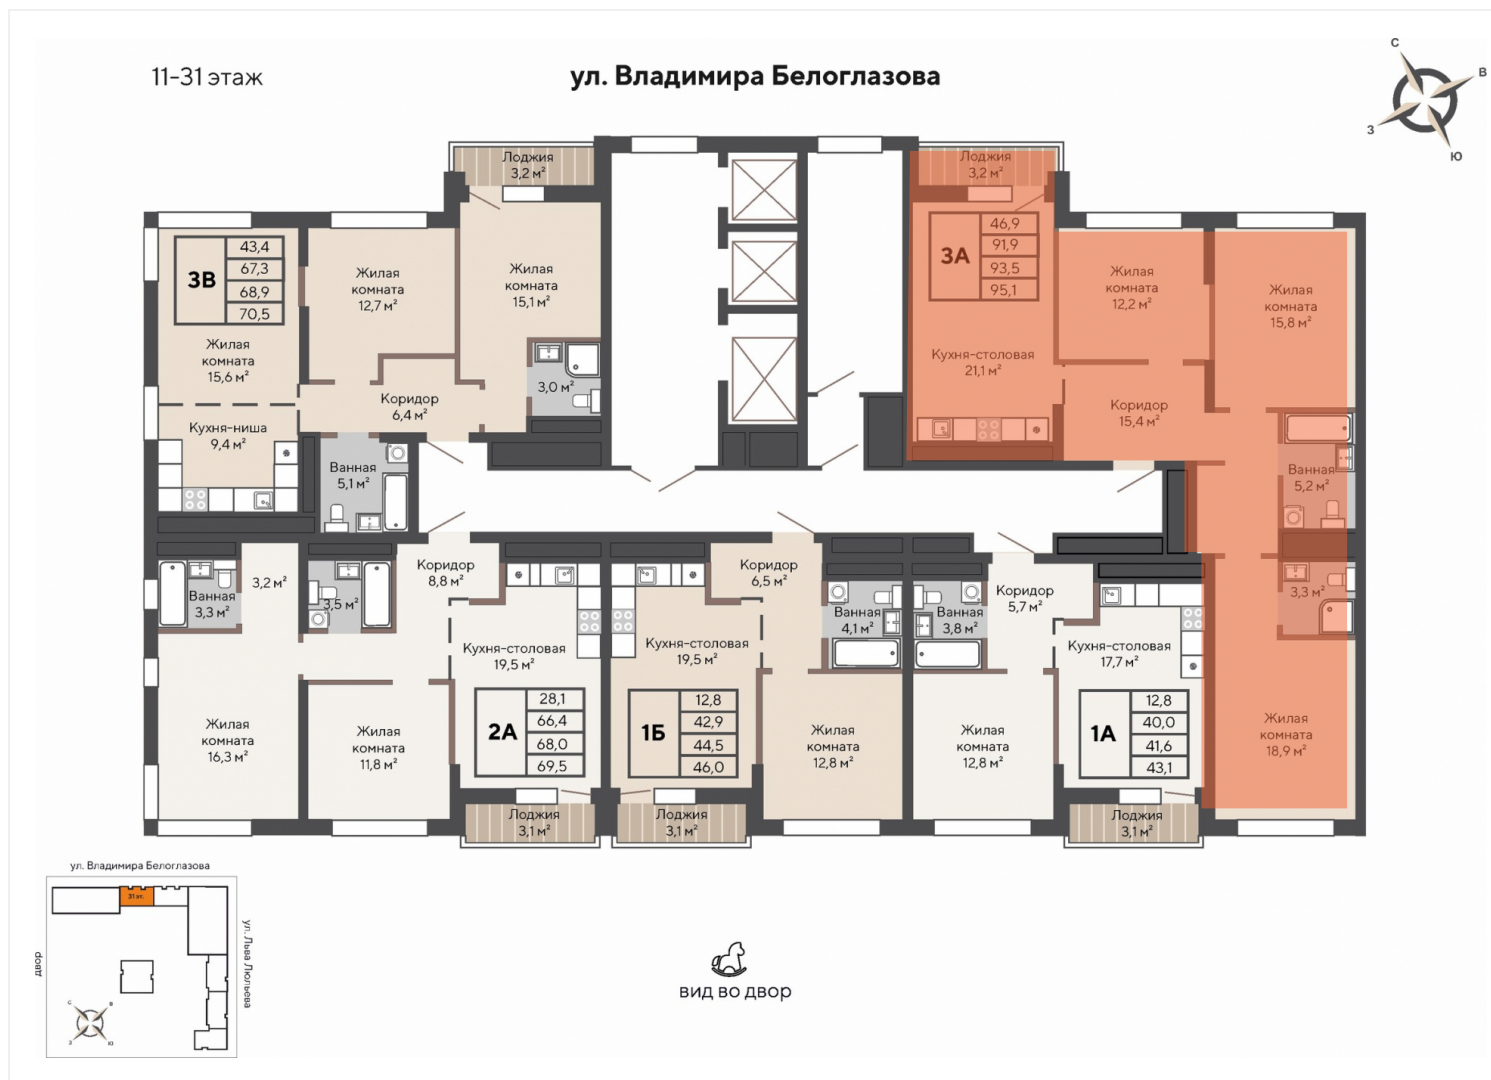 11-31 этаж
ул. Владимира Белоглазова
С
В
З
Ю
Лоджия
3,2 м²
Лоджия
3,2 м²
3В
43,4
67,3
68,9
70,5
Жилая
комната
12,7 м²
Жилая
комната
15,1 м²
3А
46,9
91,9
93,5
95,1
Жилая
комната
12,2 м²
Жилая
комната
15,8 м²
Жилая
комната
15,6 м²
Кухня-столовая
21,1 м²
3,0 м²
Коридор
6,4 м²
Коридор
15,4 м²
Кухня-ниша
9,4 м²
Ванная
5,1 м²
Ванная
5,2 м²
Ванная
3,3 м²
3,2 м²
3,5 м²
Коридор
8,8 м²
Коридор
6,5 м²
Ванная
4,1 м²
Ванная
3,8 м²
Коридор
5,7 м²
3,3 м²
Кухня-столовая
19,5 м²
Кухня-столовая
19,5 м²
Кухня-столовая
17,7 м²
Жилая
комната
16,3 м²
Жилая
комната
11,8 м²
2А
28,1
66,4
68,0
69,5
1Б
12,8
42,9
44,5
46,0
Жилая
комната
12,8 м²
Жилая
комната
12,8 м²
1А
12,8
40,0
41,6
43,1
Жилая
комната
18,9 м²
Лоджия
3,1 м²
Лоджия
3,1 м²
Лоджия
3,1 м²
ул. Владимира Белоглазова
31 эт.
двор
ул. Льва Люльева
С
В
З
Ю
вид во двор